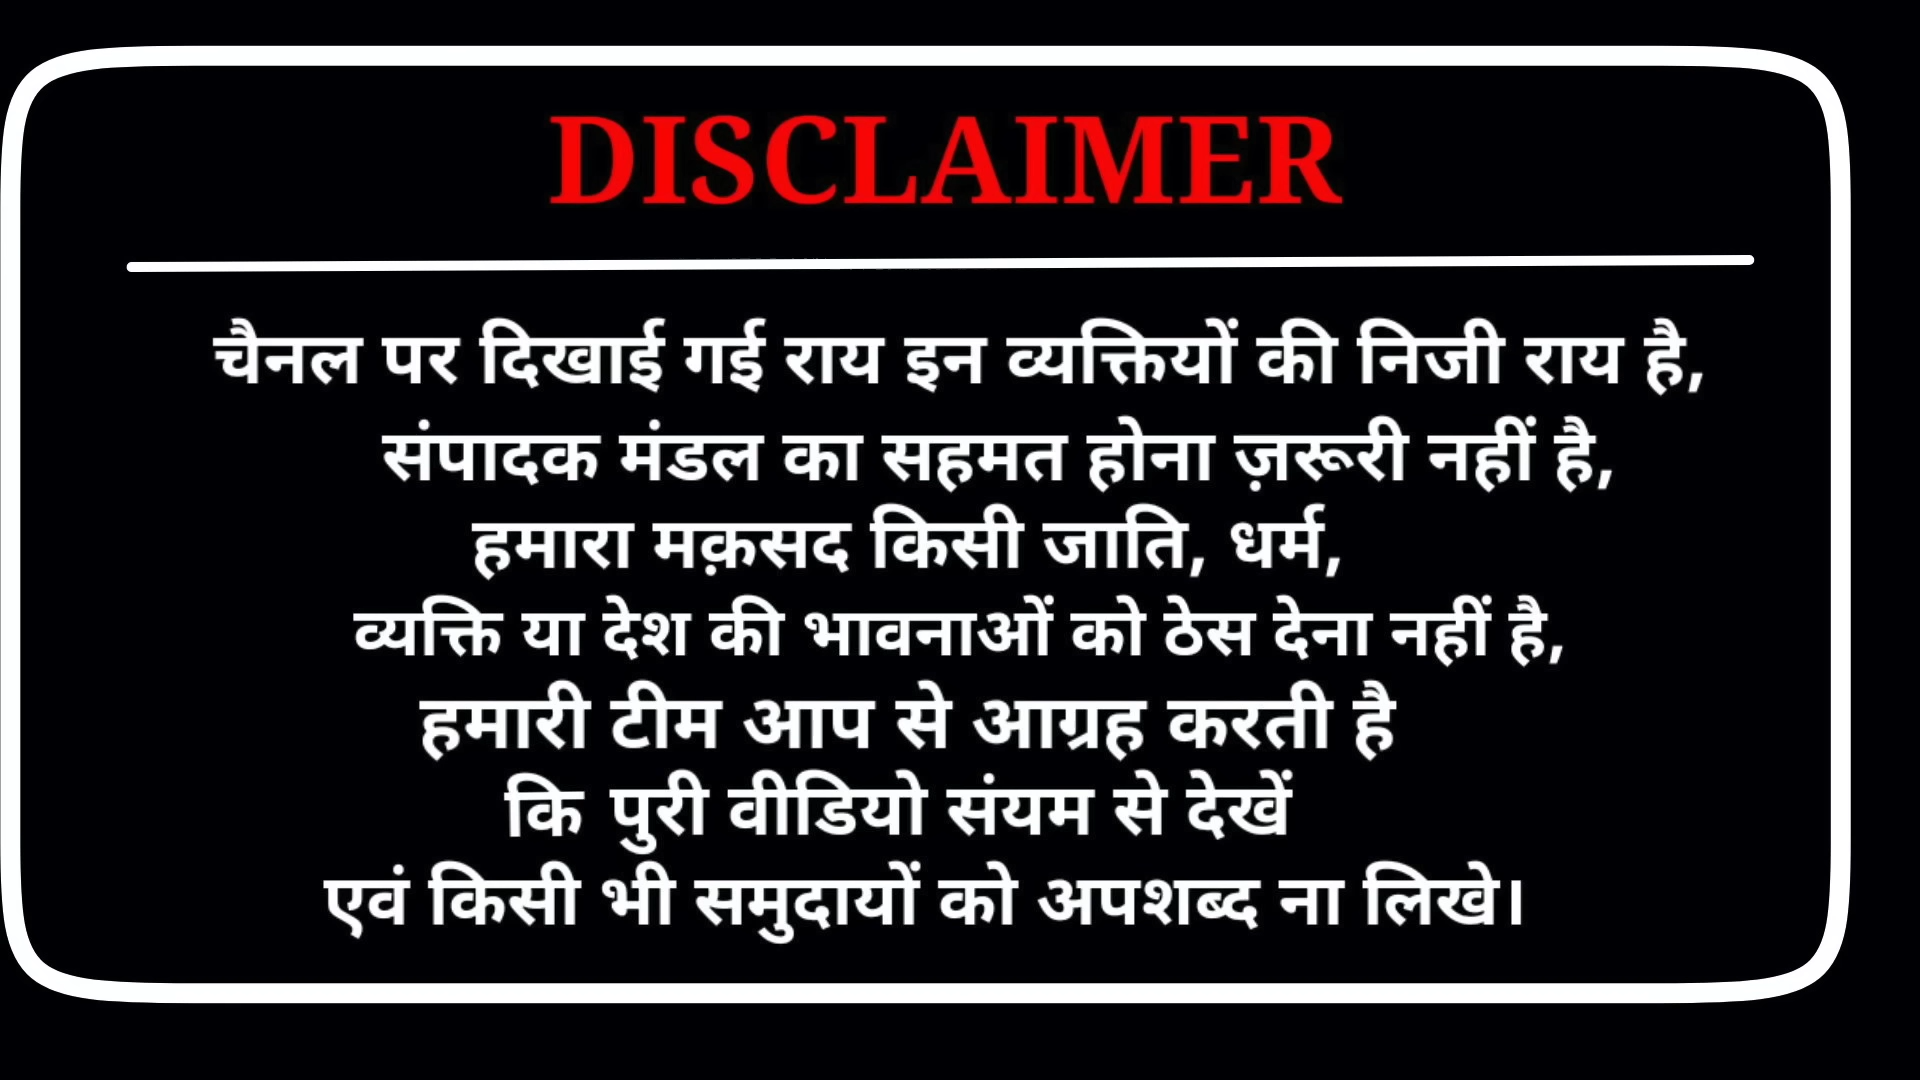 DISCLAIMER
चैनल पर दिखाई गई राय इन व्यक्तियों की निजी राय है,
संपादक मंडल का सहमत होना ज़रूरी नहीं है,
हमारा मक़सद किसी जाति, धर्म,
व्यक्ति या देश की भावनाओं को ठेस देना नहीं है,
हमारी टीम आप से आग्रह करती है
कि पुरी वीडियो संयम से देखें
एवं किसी भी समुदायों को अपशब्द ना लिखे।